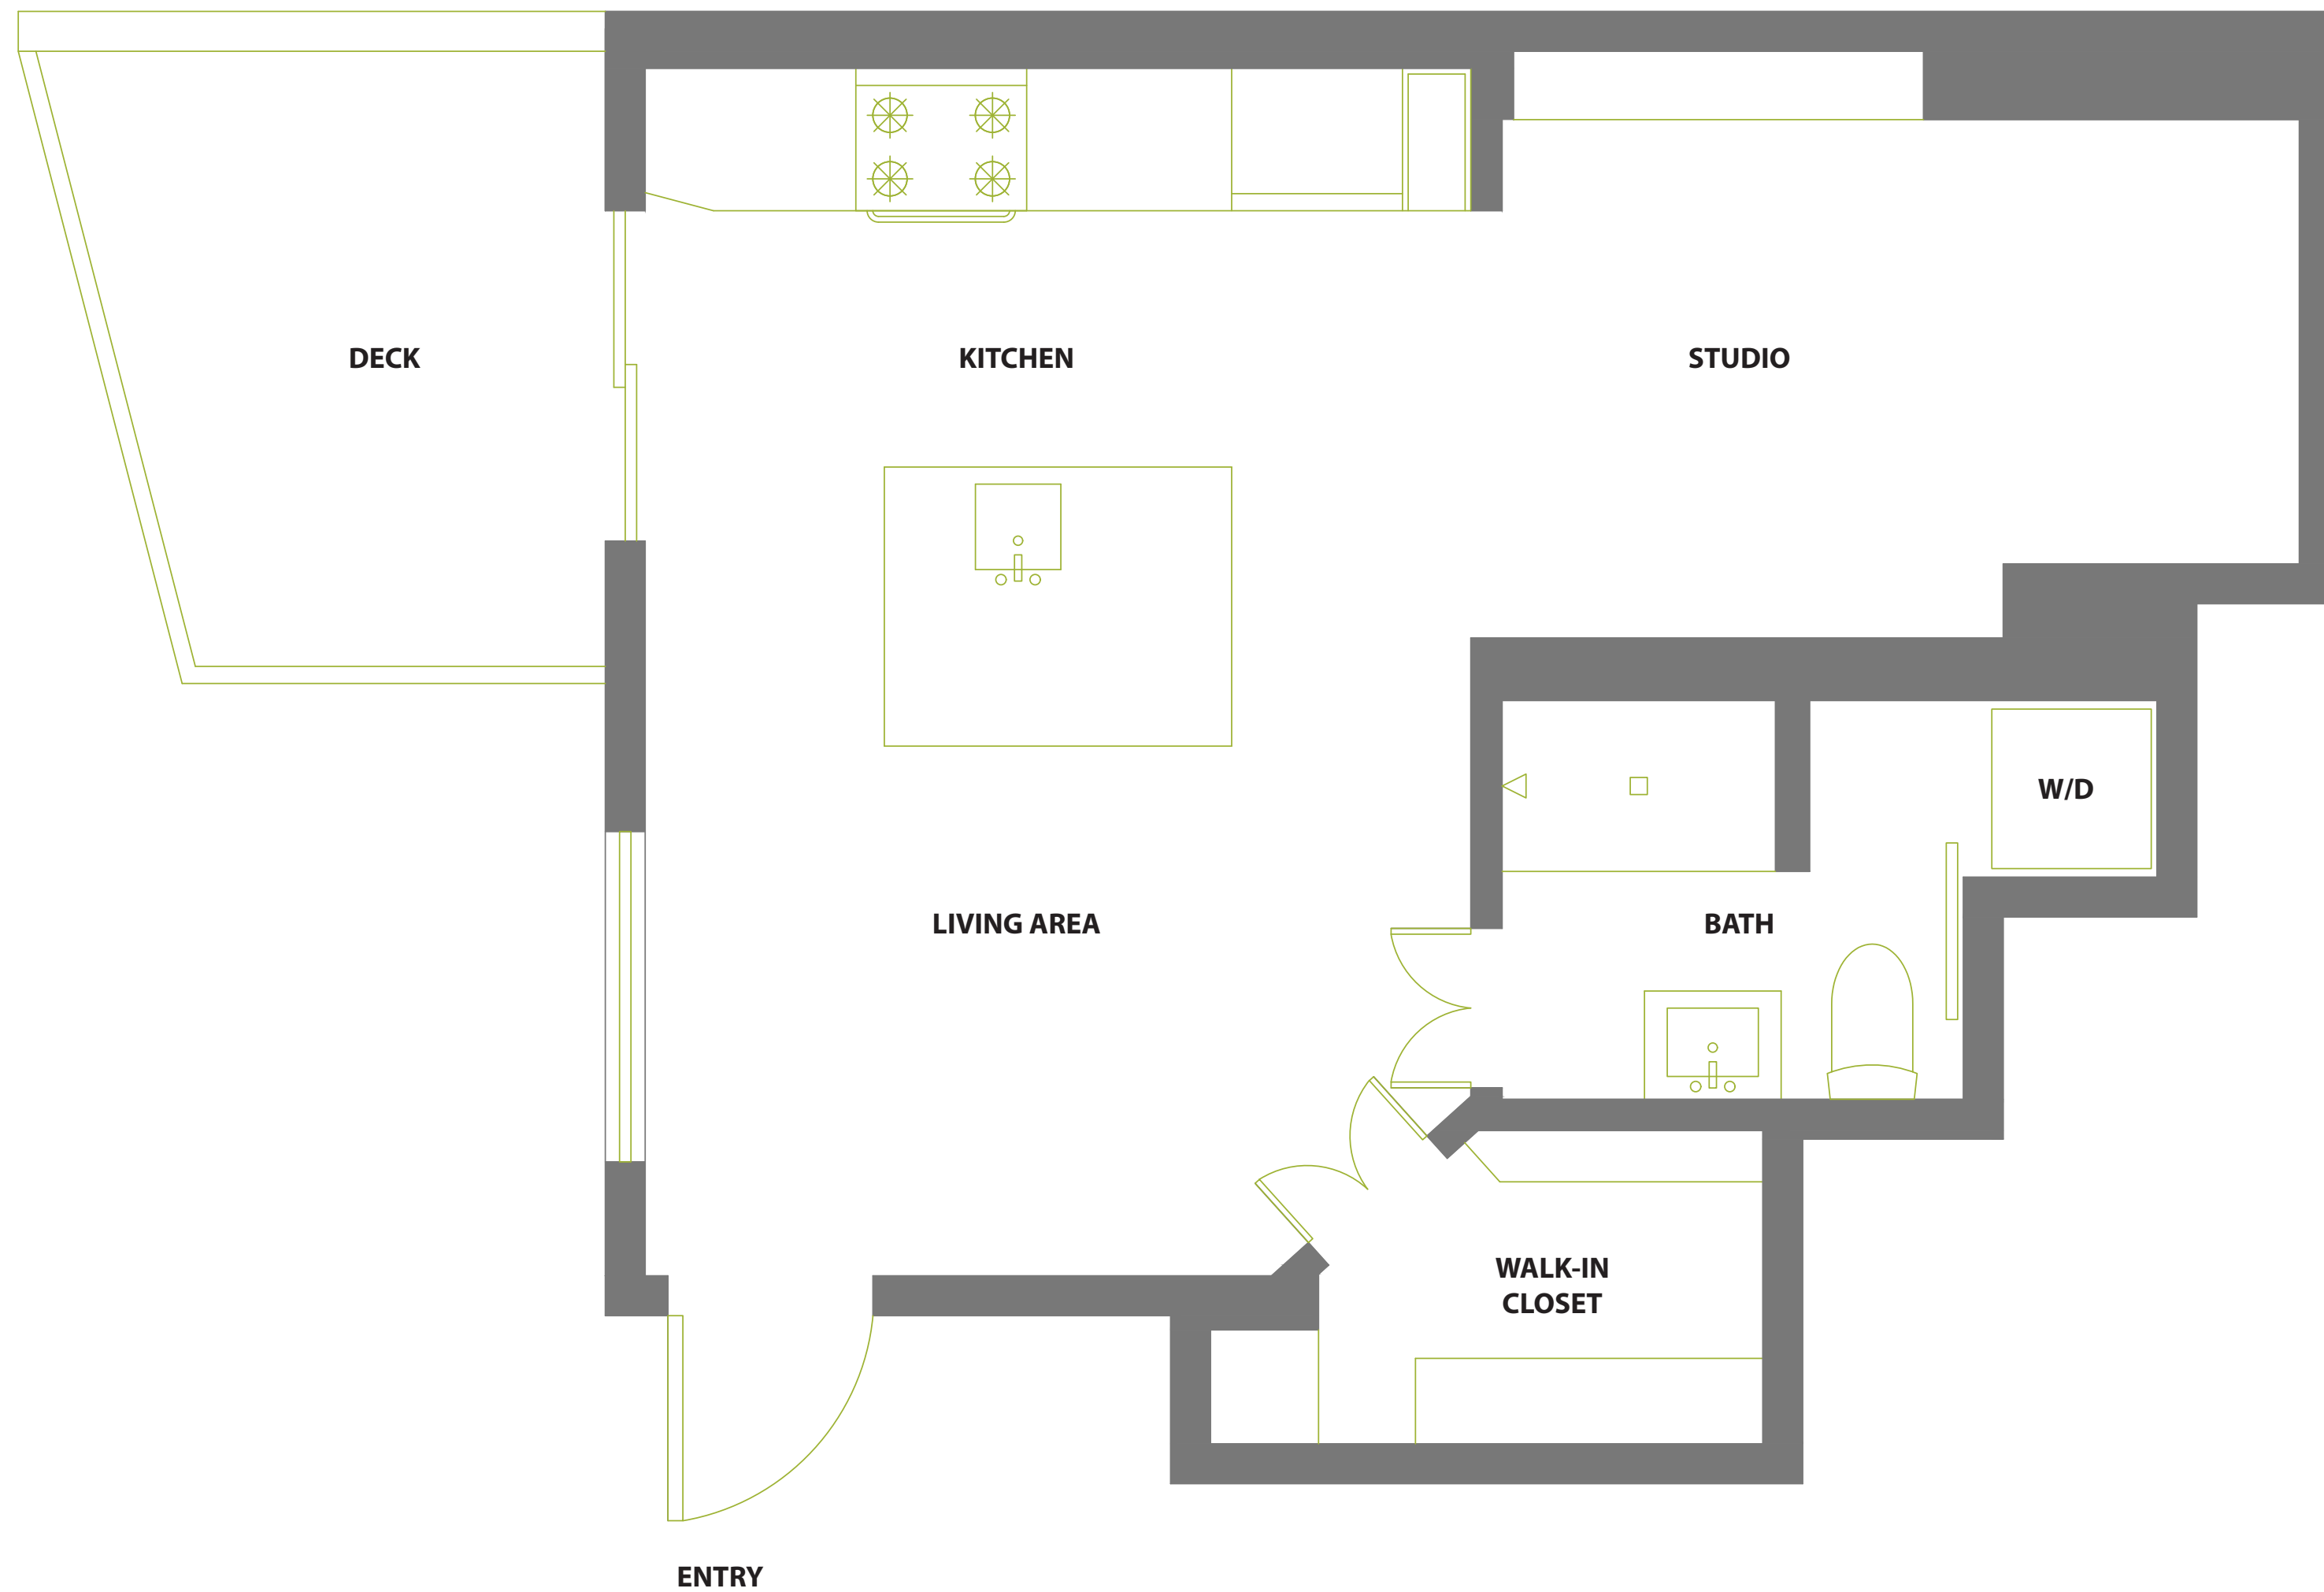 DECK
KITCHEN
STUDIO
W/D
LIVING AREA
BATH
WALK-IN
CLOSET
ENTRY